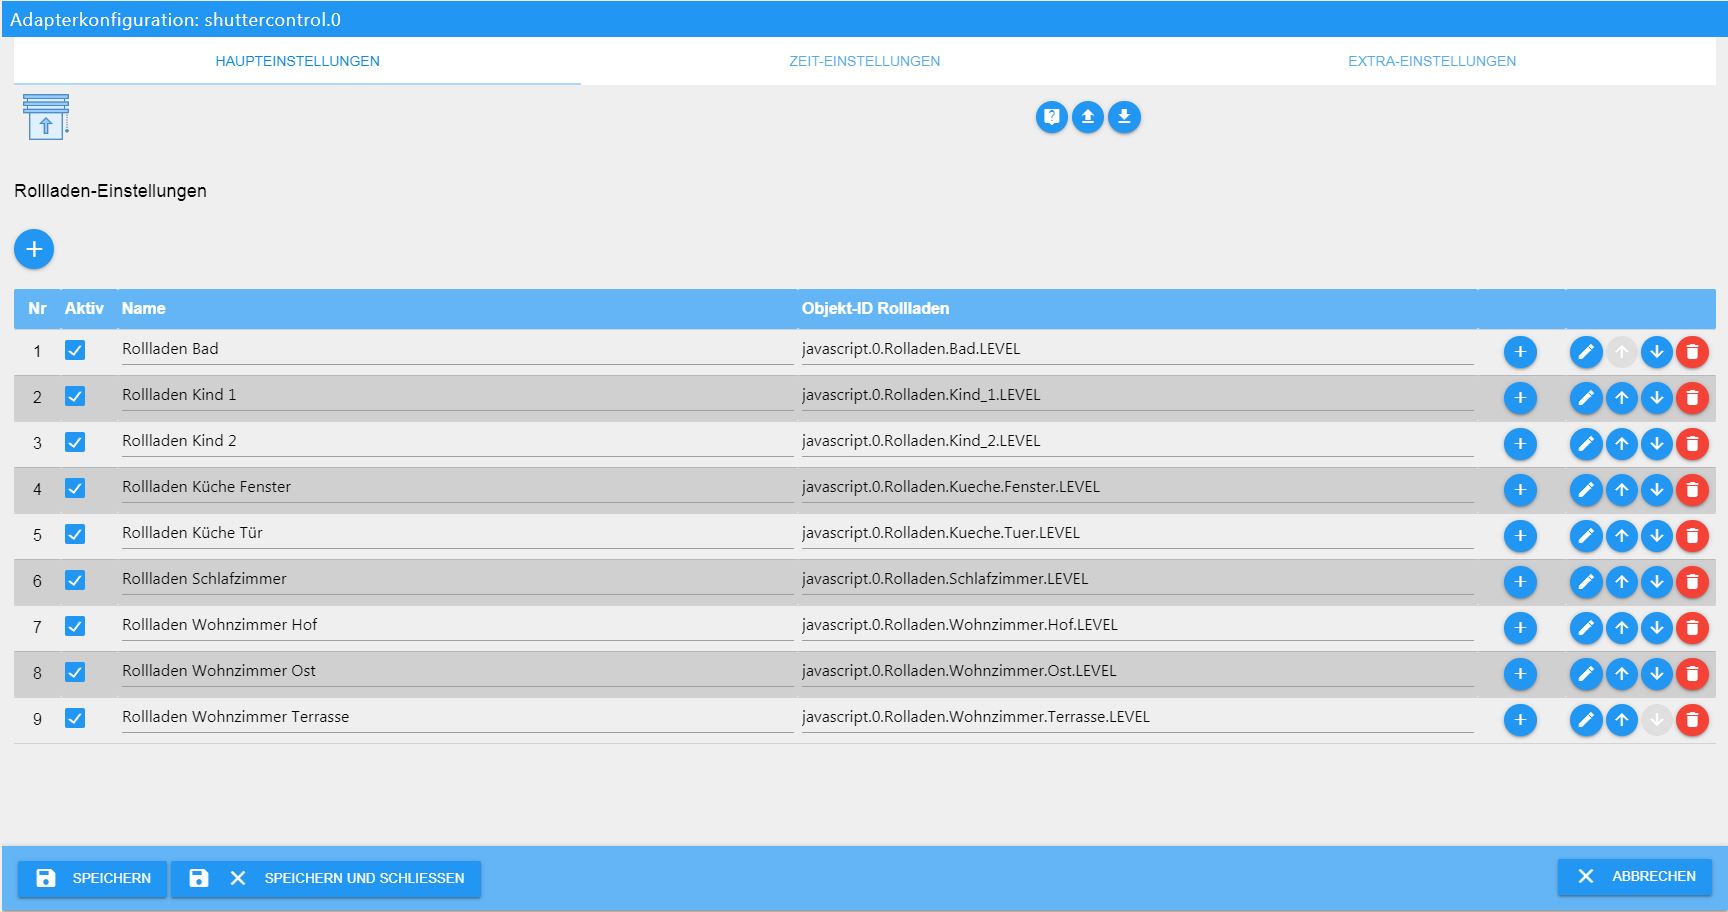 Adapterkonfiguration: shuttercontrol.0
HAUPTEINSTELLUNGEN ZEIT-EINSTELLUNGEN EXTRA-EINSTELLUNGEN
Rollladen-Einstellungen
Nr Aktiv Name Objekt-ID Rollladen
1 Rollladen Bad javascript.0.Rolladen.Bad.LEVEL
2 Rollladen Kind 1 javascript.0.Rolladen.Kind_1.LEVEL
3 Rollladen Kind 2 javascript.0.Rolladen.Kind_2.LEVEL
4 Rollladen Küche Fenster javascript.0.Rolladen.Kueche.Fenster.LEVEL
5 Rollladen Küche Tür javascript.0.Rolladen.Kueche.Tuer.LEVEL
6 Rollladen Schlafzimmer javascript.0.Rolladen.Schlafzimmer.LEVEL
7 Rollladen Wohnzimmer Hof javascript.0.Rolladen.Wohnzimmer.Hof.LEVEL
8 Rollladen Wohnzimmer Ost javascript.0.Rolladen.Wohnzimmer.Ost.LEVEL
9 Rollladen Wohnzimmer Terrasse javascript.0.Rolladen.Wohnzimmer.Terrasse.LEVEL
SPEICHERN SPEICHERN UND SCHLIESSEN ABBRECHEN